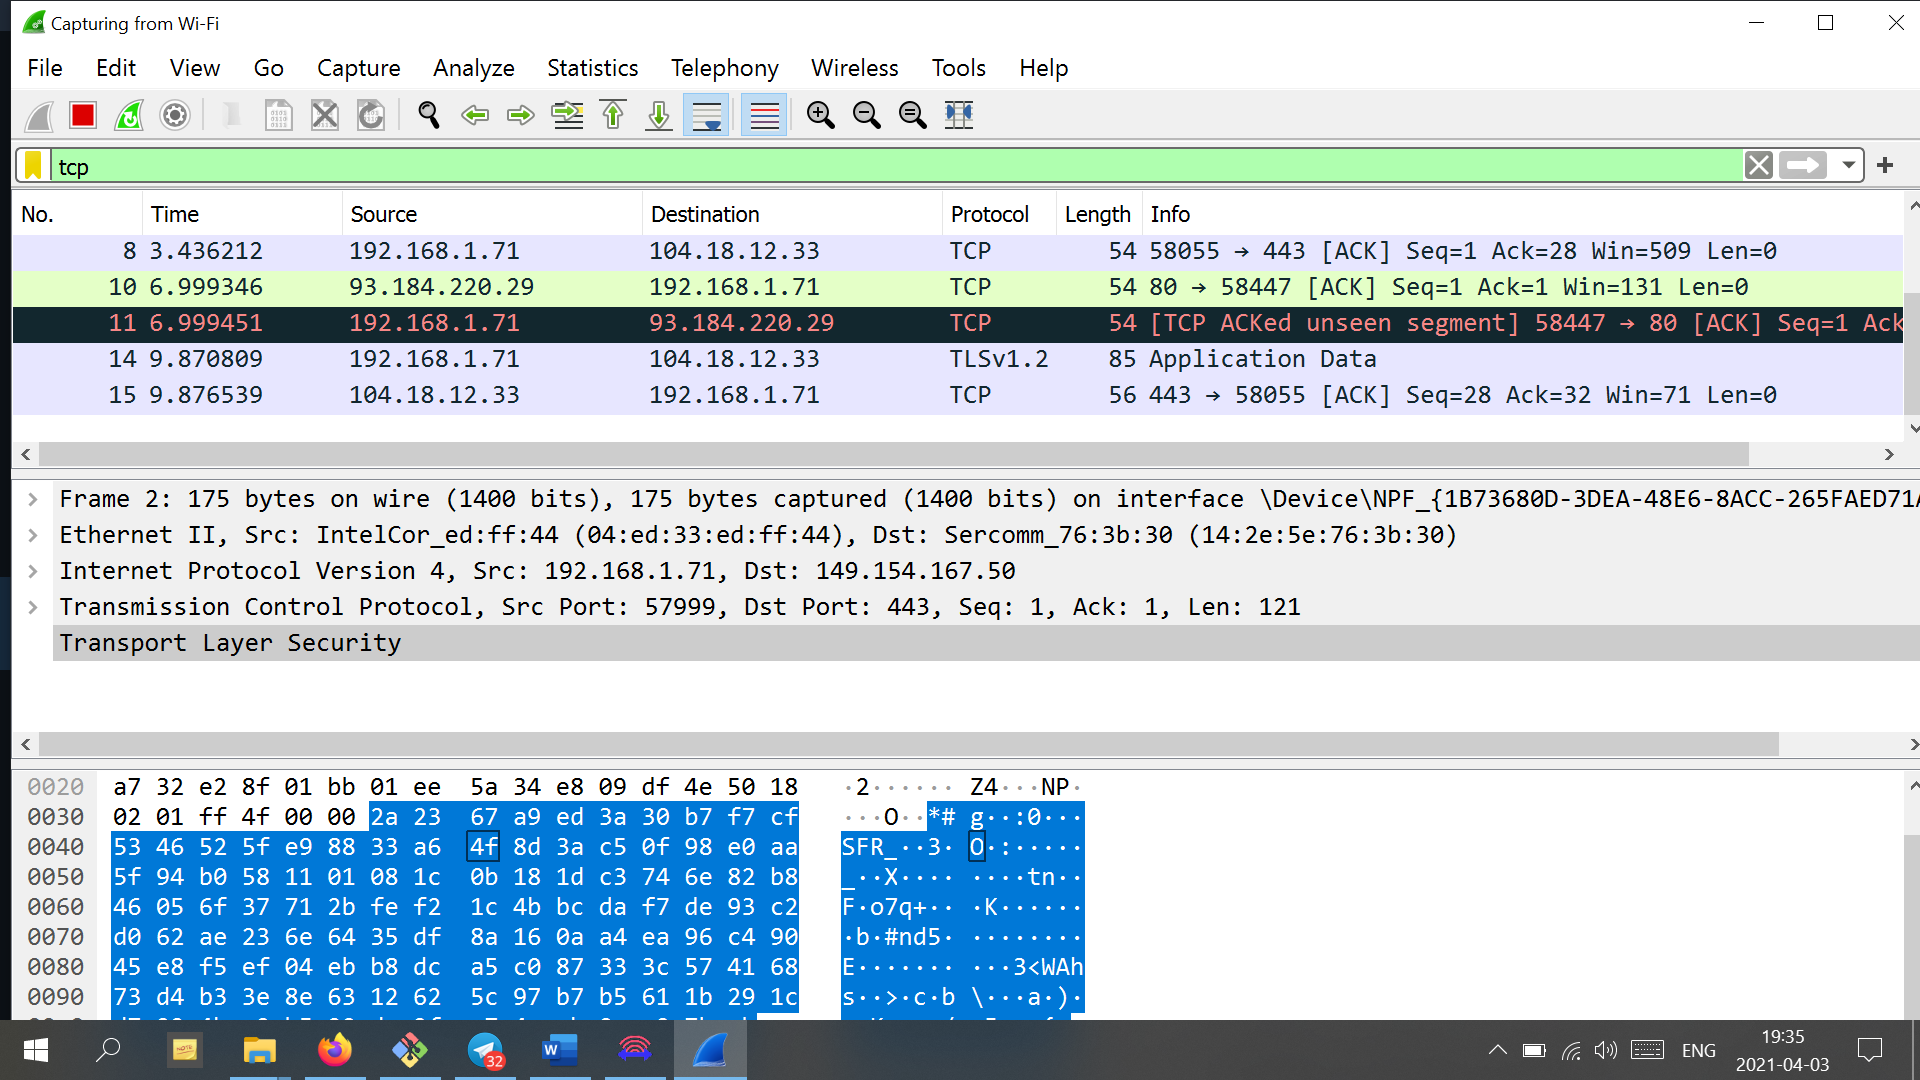 Capturing from Wi-Fi
File Edit View Go Capture Analyze Statistics Telephony Wireless Tools Help
tcp
No. Time Source Destination Protocol Length Info
8 3.436212 192.168.1.71 104.18.12.33 TCP 54 58055 → 443 [ACK] Seq=1 Ack=28 Win=509 Len=0
10 6.999346 93.184.220.29 192.168.1.71 TCP 54 80 → 58447 [ACK] Seq=1 Ack=1 Win=131 Len=0
11 6.999451 192.168.1.71 93.184.220.29 TCP 54 [TCP ACKed unseen segment] 58447 → 80 [ACK] Seq=1 Ack
14 9.870809 192.168.1.71 104.18.12.33 TLSv1.2 85 Application Data
15 9.876539 104.18.12.33 192.168.1.71 TCP 56 443 → 58055 [ACK] Seq=28 Ack=32 Win=71 Len=0
Frame 2: 175 bytes on wire (1400 bits), 175 bytes captured (1400 bits) on interface \Device\NPF_{1B73680D-3DEA-48E6-8ACC-265FAED71A
Ethernet II, Src: IntelCor_ed:ff:44 (04:ed:33:ed:ff:44), Dst: Sercomm_76:3b:30 (14:2e:5e:76:3b:30)
Internet Protocol Version 4, Src: 192.168.1.71, Dst: 149.154.167.50
Transmission Control Protocol, Src Port: 57999, Dst Port: 443, Seq: 1, Ack: 1, Len: 121
Transport Layer Security
0020 a7 32 e2 8f 01 bb 01 ee 5a 34 e8 09 df 4e 50 18 ·2······ Z4···NP·
0030 02 01 ff 4f 00 00 2a 23 67 a9 ed 3a 30 b7 f7 cf ···O··*# g··:0···
0040 53 46 52 5f e9 88 33 a6 4f 8d 3a c5 0f 98 e0 aa SFR_··3· O·:·····
0050 5f 94 b0 58 11 01 08 1c 0b 18 1d c3 74 6e 82 b8 _··X···· ····tn··
0060 46 05 6f 37 71 2b fe f2 1c 4b bc da f7 de 93 c2 F·o7q+·· ·K······
0070 d0 62 ae 23 6e 64 35 df 8a 16 0a a4 ea 96 c4 90 ·b·#nd5· ········
0080 45 e8 f5 ef 04 eb b8 dc a5 c0 87 33 3c 57 41 68 E······· ···3<WAh
0090 73 d4 b3 3e 8e 63 12 62 5c 97 b7 b5 61 1b 29 1c s··>·c·b \···a·)·
NOTE
32
W
ENG
19:35
2021-04-03